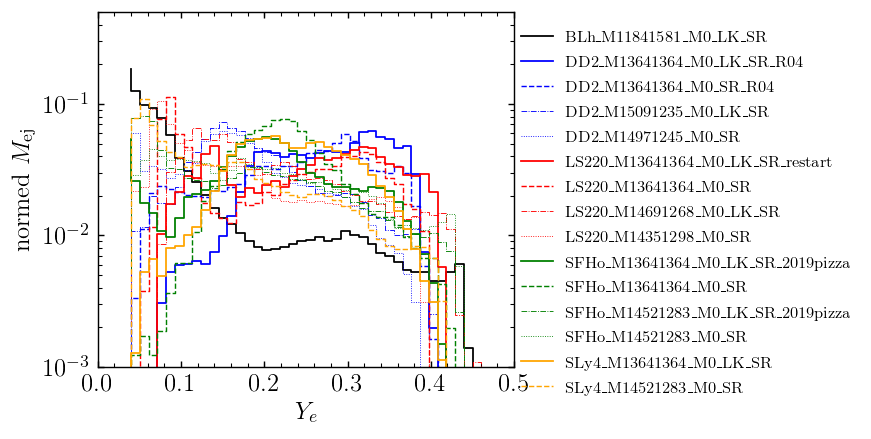 normed M_ej
10^{-1}
10^{-2}
10^{-3}
0.0 0.1 0.2 0.3 0.4 0.5
Y_e
BLh_M11841581_M0_LK_SR
DD2_M13641364_M0_LK_SR_R04
DD2_M13641364_M0_SR_R04
DD2_M15091235_M0_LK_SR
DD2_M14971245_M0_SR
LS220_M13641364_M0_LK_SR_restart
LS220_M13641364_M0_SR
LS220_M14691268_M0_LK_SR
LS220_M14351298_M0_SR
SFHo_M13641364_M0_LK_SR_2019pizza
SFHo_M13641364_M0_SR
SFHo_M14521283_M0_LK_SR_2019pizza
SFHo_M14521283_M0_SR
SLy4_M13641364_M0_LK_SR
SLy4_M14521283_M0_SR